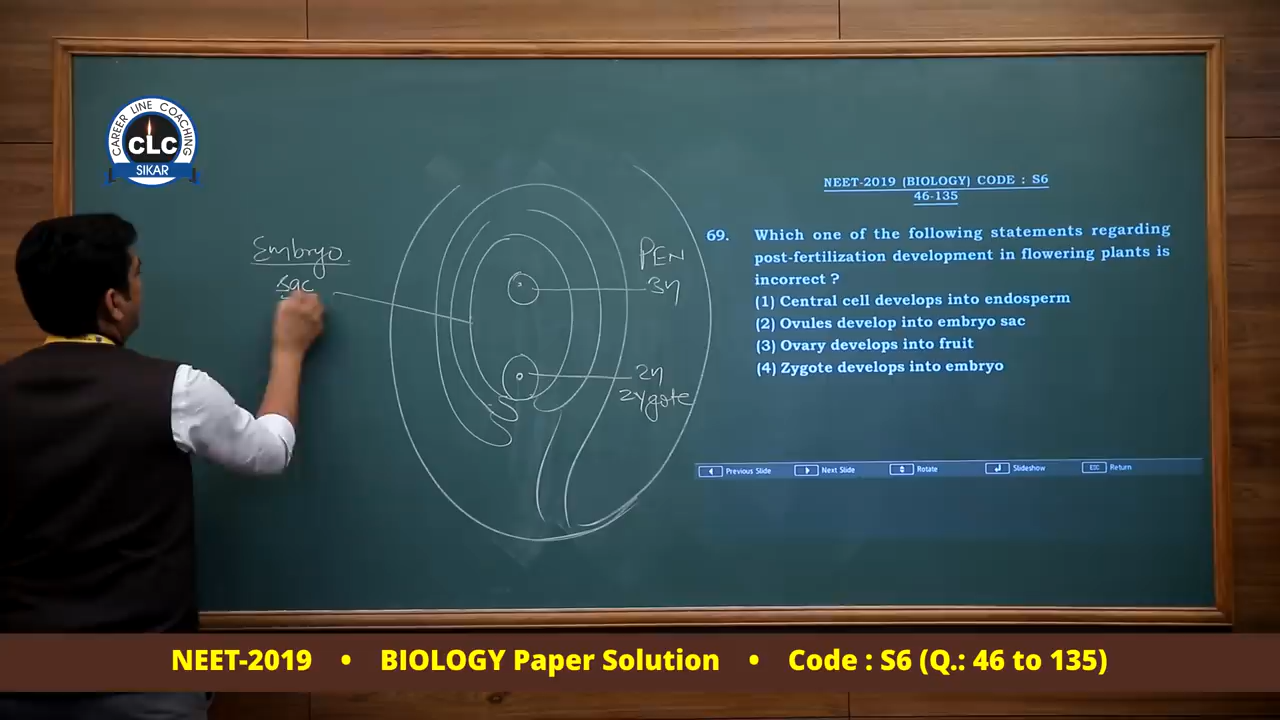 CAREER LINE COACHING
CLC
SIKAR
Embryo
sac
PEN
3n
2n
zygote
NEET-2019 (BIOLOGY) CODE : S6
46-135
69. Which one of the following statements regarding
post-fertilization development in flowering plants is
incorrect ?
(1) Central cell develops into endosperm
(2) Ovules develop into embryo sac
(3) Ovary develops into fruit
(4) Zygote develops into embryo
Previous Slide Next Slide Rotate Slideshow ESC Return
NEET-2019 • BIOLOGY Paper Solution • Code : S6 (Q.: 46 to 135)